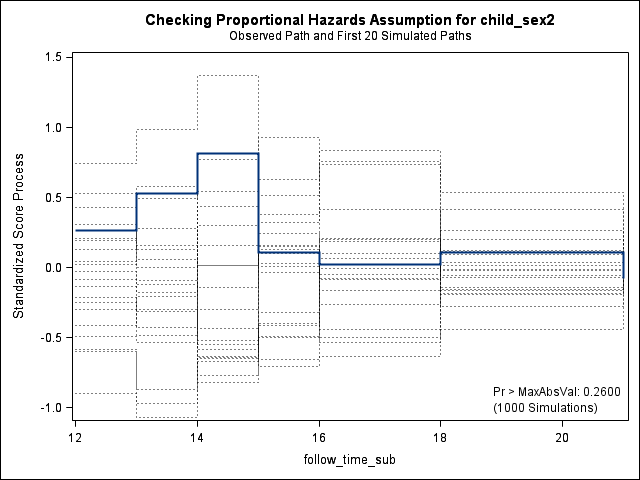 Checking Proportional Hazards Assumption for child_sex2
Observed Path and First 20 Simulated Paths
1.5
1.0
0.5
0.0
-0.5
-1.0
Standardized Score Process
Pr > MaxAbsVal: 0.2600
(1000 Simulations)
12 14 16 18 20
follow_time_sub